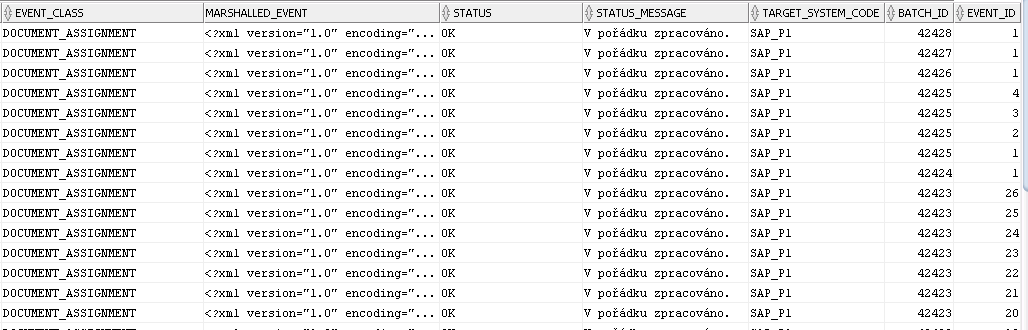 EVENT_CLASS MARSHALLED_EVENT STATUS STATUS_MESSAGE TARGET_SYSTEM_CODE BATCH_ID EVENT_ID
DOCUMENT_ASSIGNMENT <?xml version="1.0" encoding="... OK V pořádku zpracováno. SAP_P1 42428 1
DOCUMENT_ASSIGNMENT <?xml version="1.0" encoding="... OK V pořádku zpracováno. SAP_P1 42427 1
DOCUMENT_ASSIGNMENT <?xml version="1.0" encoding="... OK V pořádku zpracováno. SAP_P1 42426 1
DOCUMENT_ASSIGNMENT <?xml version="1.0" encoding="... OK V pořádku zpracováno. SAP_P1 42425 4
DOCUMENT_ASSIGNMENT <?xml version="1.0" encoding="... OK V pořádku zpracováno. SAP_P1 42425 3
DOCUMENT_ASSIGNMENT <?xml version="1.0" encoding="... OK V pořádku zpracováno. SAP_P1 42425 2
DOCUMENT_ASSIGNMENT <?xml version="1.0" encoding="... OK V pořádku zpracováno. SAP_P1 42425 1
DOCUMENT_ASSIGNMENT <?xml version="1.0" encoding="... OK V pořádku zpracováno. SAP_P1 42424 1
DOCUMENT_ASSIGNMENT <?xml version="1.0" encoding="... OK V pořádku zpracováno. SAP_P1 42423 26
DOCUMENT_ASSIGNMENT <?xml version="1.0" encoding="... OK V pořádku zpracováno. SAP_P1 42423 25
DOCUMENT_ASSIGNMENT <?xml version="1.0" encoding="... OK V pořádku zpracováno. SAP_P1 42423 24
DOCUMENT_ASSIGNMENT <?xml version="1.0" encoding="... OK V pořádku zpracováno. SAP_P1 42423 23
DOCUMENT_ASSIGNMENT <?xml version="1.0" encoding="... OK V pořádku zpracováno. SAP_P1 42423 22
DOCUMENT_ASSIGNMENT <?xml version="1.0" encoding="... OK V pořádku zpracováno. SAP_P1 42423 21
DOCUMENT_ASSIGNMENT <?xml version="1.0" encoding="... OK V pořádku zpracováno. SAP_P1 42423 20